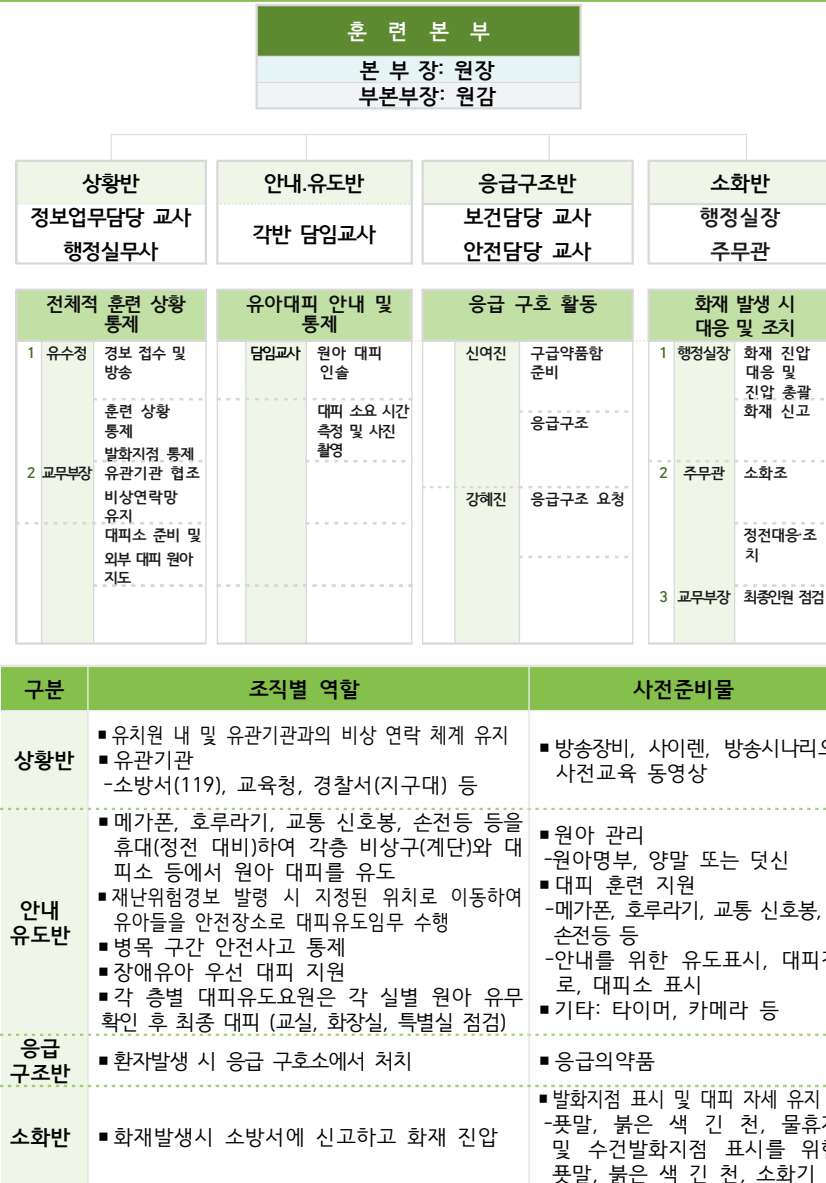 훈 련 본 부
본 부 장: 원장
부본부장: 원감
상황반
정보업무담당 교사
행정실무사
안내.유도반
각반 담임교사
응급구조반
보건담당 교사
안전담당 교사
소화반
행정실장
주무관
전체적 훈련 상황
통제
1 유수정 경보 접수 및
방송
훈련 상황
통제
발화지점 통제
2 교무부장 유관기관 협조
비상연락망
유지
대피소 준비 및
외부 대피 원아
지도
유아대피 안내 및
통제
담임교사 원아 대피
인솔
대피 소요 시간
측정 및 사진
촬영
응급 구호 활동
신여진 구급약품함
준비
응급구조
강혜진 응급구조 요청
화재 발생 시
대응 및 조치
1 행정실장 화재 진압
대응 및
진압 총괄
화재 신고
2 주무관 소화조
정전대응·조
치
3 교무부장 최종인원 점검
구분 조직별 역할 사전준비물
상황반
▪유치원 내 및 유관기관과의 비상 연락 체계 유지
▪유관기관
-소방서(119), 교육청, 경찰서(지구대) 등
▪방송장비, 사이렌, 방송시나리오
사전교육 동영상
안내
유도반
▪메가폰, 호루라기, 교통 신호봉, 손전등 등을
휴대(정전 대비)하여 각층 비상구(계단)와 대
피소 등에서 원아 대피를 유도
▪재난위험경보 발령 시 지정된 위치로 이동하여
유아들을 안전장소로 대피유도임무 수행
▪병목 구간 안전사고 통제
▪장애유아 우선 대피 지원
▪각 층별 대피유도요원은 각 실별 원아 유무
확인 후 최종 대피 (교실, 화장실, 특별실 점검)
▪원아 관리
-원아명부, 양말 또는 덧신
▪대피 훈련 지원
-메가폰, 호루라기, 교통 신호봉,
손전등 등
-안내를 위한 유도표시,
로, 대피소 표시
▪기타: 타이머, 카메라 등
응급
구조반
▪환자발생 시 응급 구호소에서 처치
▪응급의약품
소화반
▪화재발생시 소방서에 신고하고 화재 진압
▪발화지점 표시 및 대피 자세 유지
-푯말, 붉은 색 긴 천,
및 수건발화지점 표시를
푯말, 붉은 색 긴 천, 소화기